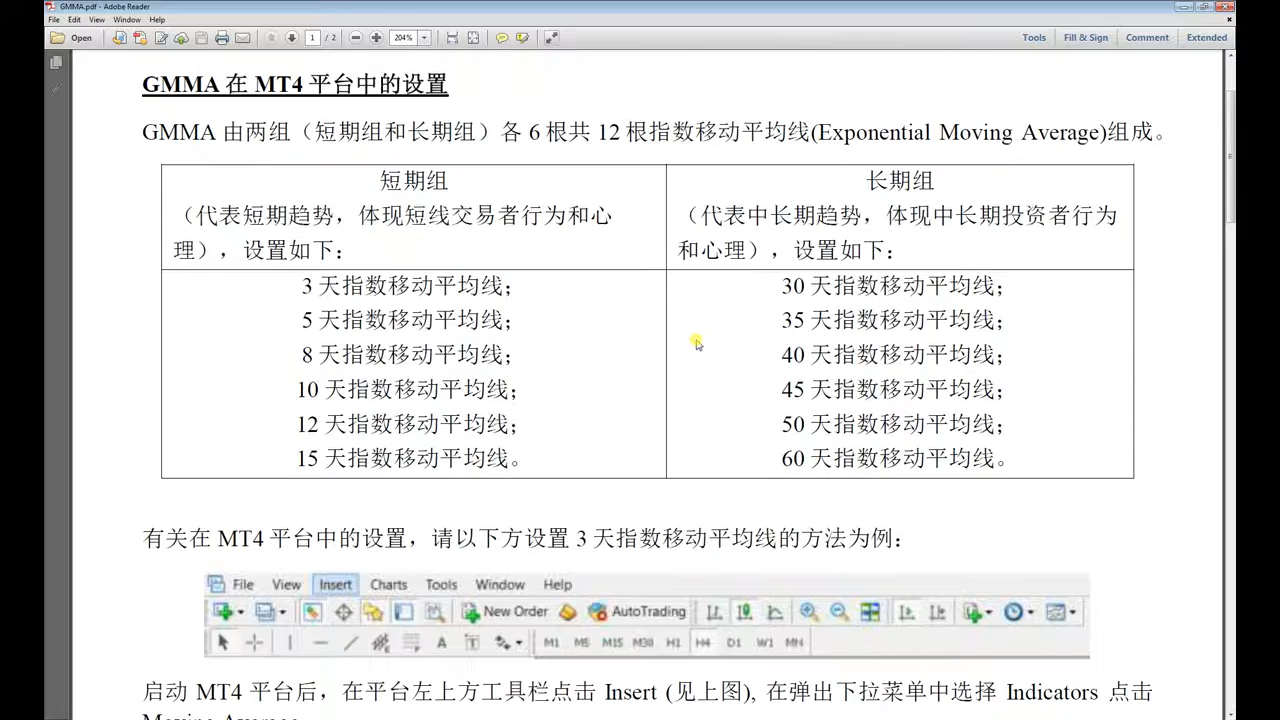 GMMA.pdf - Adobe Reader
File Edit View Window Help
Open 1 / 2 204% Tools Fill & Sign Comment Extended
GMMA 在 MT4 平台中的设置
GMMA 由两组（短期组和长期组）各 6 根共 12 根指数移动平均线(Exponential Moving Average)组成。
短期组
（代表短期趋势，体现短线交易者行为和心
理），设置如下：
长期组
（代表中长期趋势，体现中长期投资者行为
和心理），设置如下：
3 天指数移动平均线；
5 天指数移动平均线；
8 天指数移动平均线；
10 天指数移动平均线；
12 天指数移动平均线；
15 天指数移动平均线。
30 天指数移动平均线；
35 天指数移动平均线；
40 天指数移动平均线；
45 天指数移动平均线；
50 天指数移动平均线；
60 天指数移动平均线。
有关在 MT4 平台中的设置，请以下方设置 3 天指数移动平均线的方法为例：
File View Insert Charts Tools Window Help
New Order AutoTrading
A T M1 M5 M15 M30 H1 H4 D1 W1 MN
启动 MT4 平台后，在平台左上方工具栏点击 Insert (见上图), 在弹出下拉菜单中选择 Indicators 点击
Moving Average